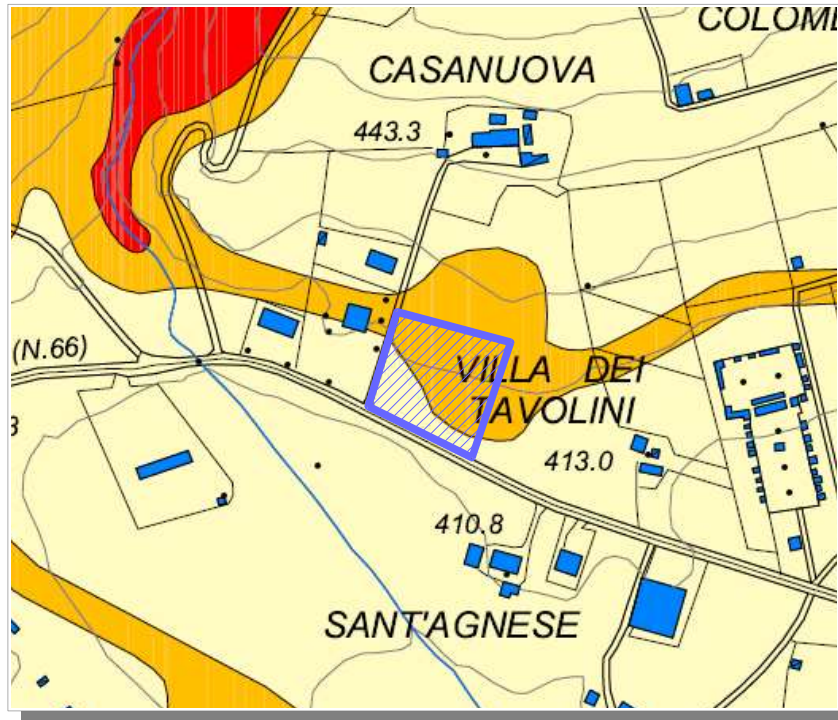 COLOM
CASANUOVA
443.3
(N.66)
VILLA DEI
TAVOLINI
413.0
410.8
SANT'AGNESE